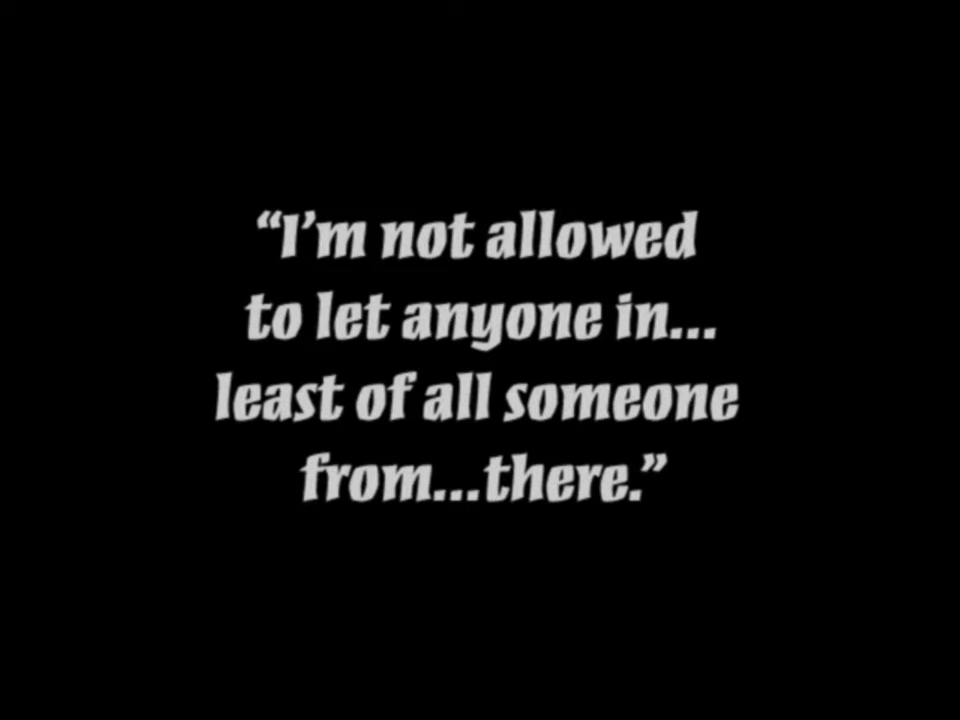 “I’m not allowed
to let anyone in...
least of all someone
from...there.”